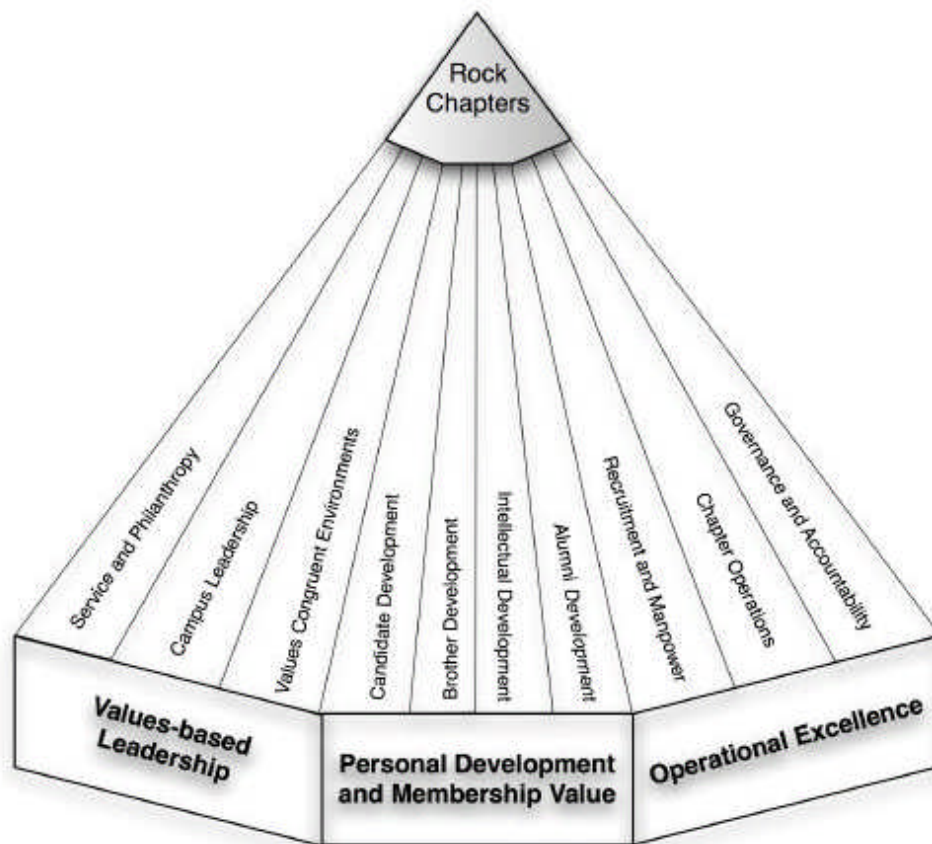 Rock
Chapters
Service and Philanthropy
Campus Leadership
Values Congruent Environments
Candidate Development
Brother Development
Intellectual Development
Alumni Development
Recruitment and Manpower
Chapter Operations
Governance and Accountability
Values-based
Leadership
Personal Development
and Membership Value
Operational Excellence